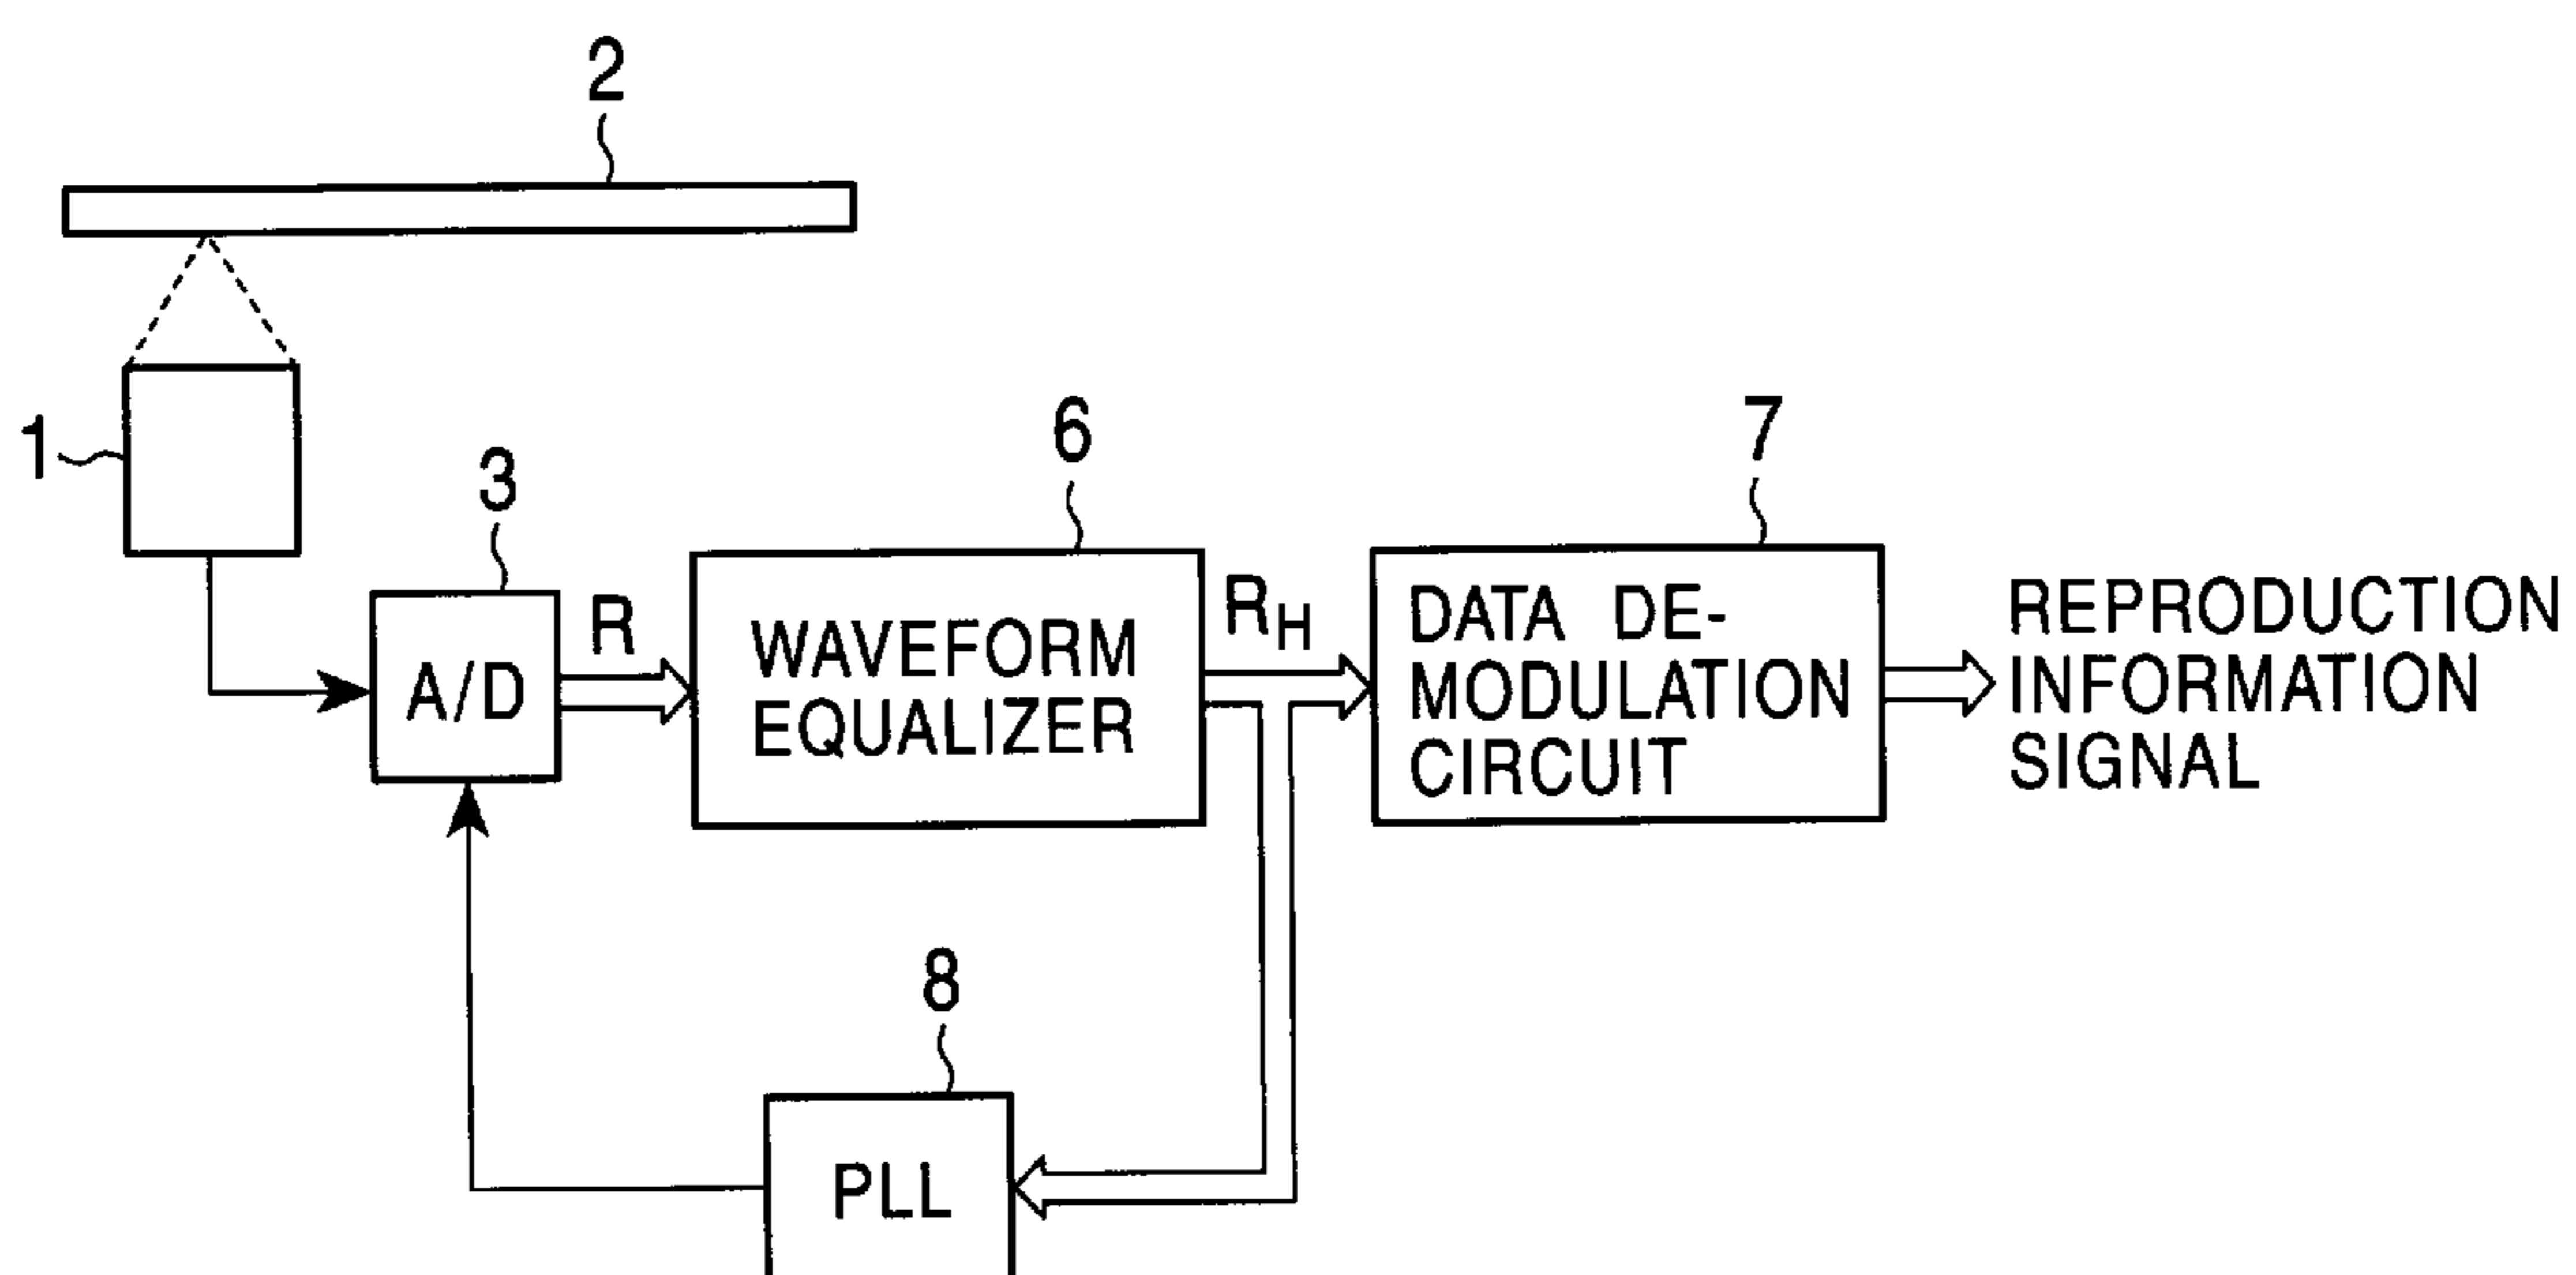 2
1
3
6
7
A/D
R
WAVEFORM
EQUALIZER
R_H
DATA DE-
MODULATION
CIRCUIT
REPRODUCTION
INFORMATION
SIGNAL
8
PLL